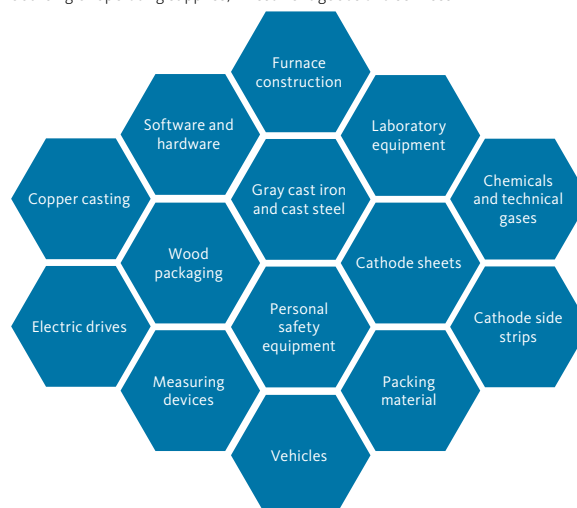 Furnace
construction
Software and
hardware
Laboratory
equipment
Copper casting
Gray cast iron
and cast steel
Chemicals
and technical
gases
Wood
packaging
Cathode sheets
Electric drives
Personal
safety
equipment
Cathode side
strips
Measuring
devices
Packing
material
Vehicles